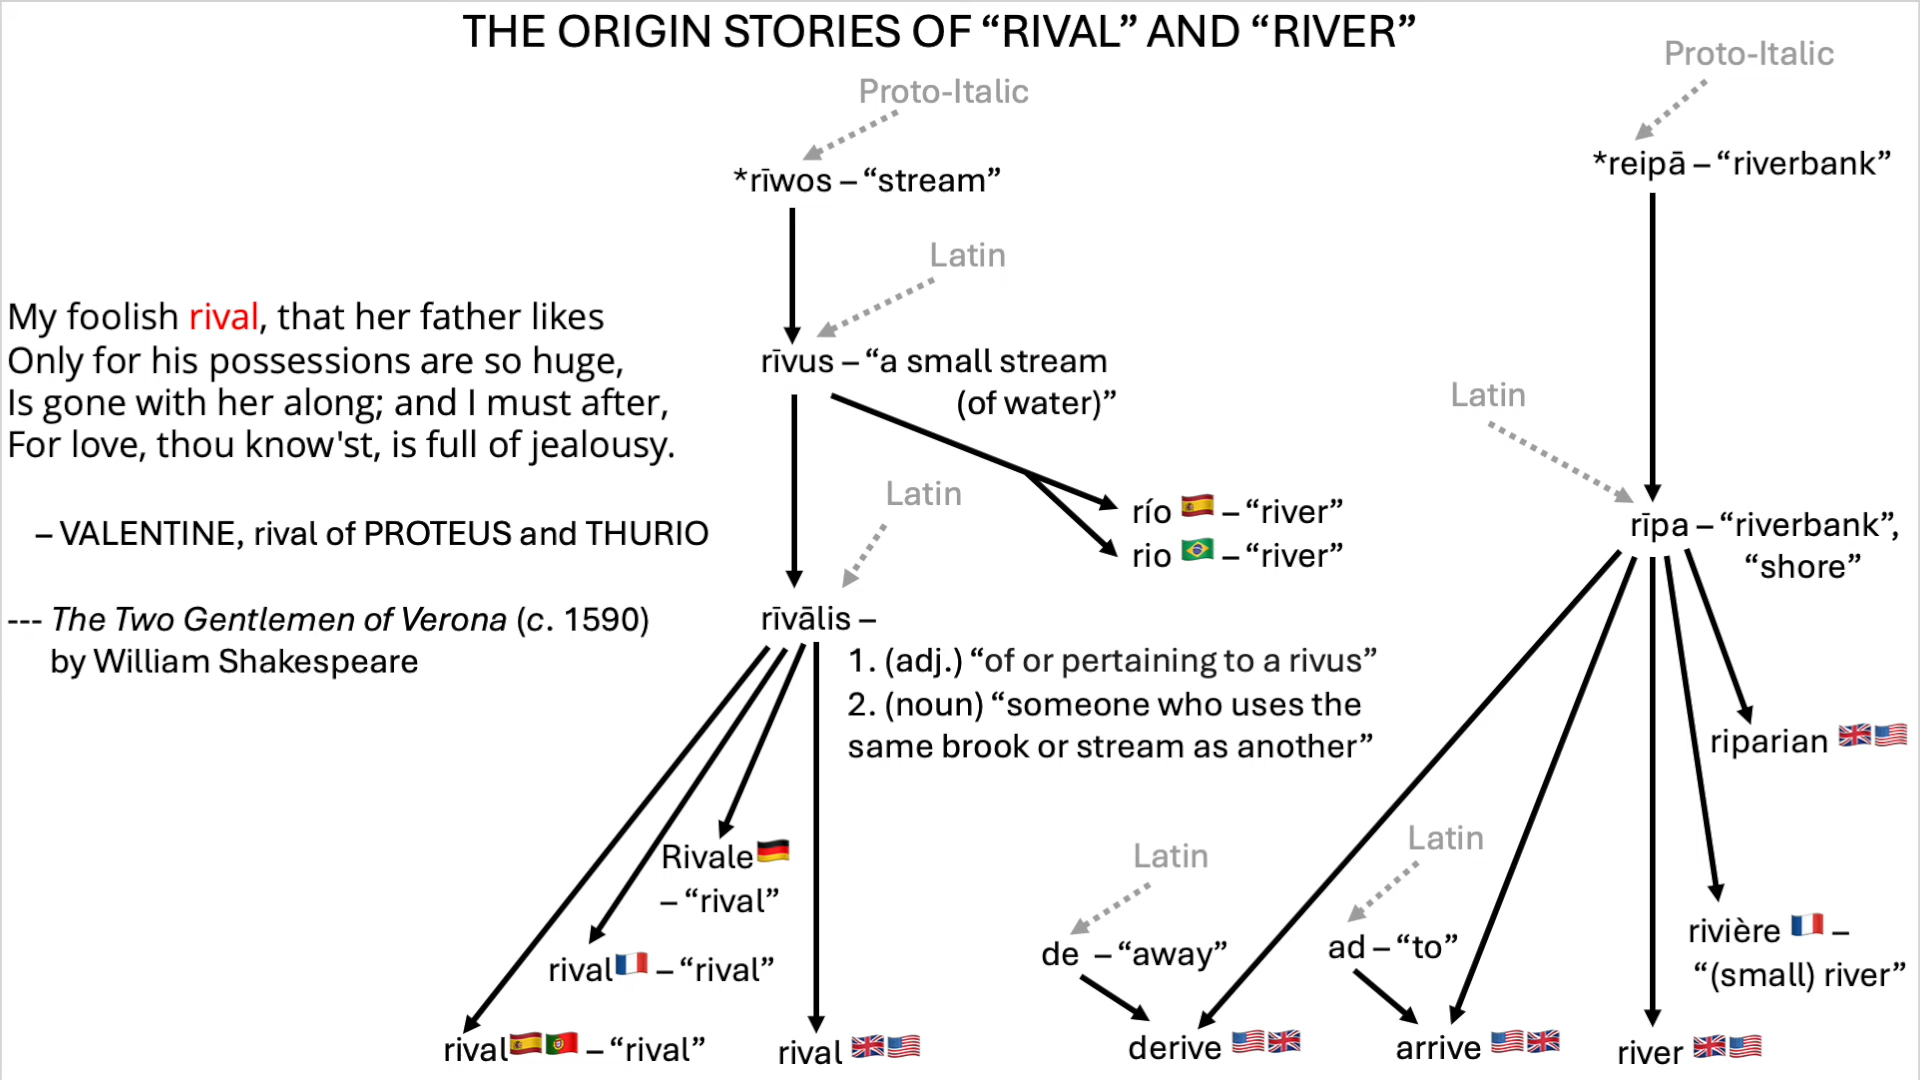 THE ORIGIN STORIES OF “RIVAL” AND “RIVER”
Proto-Italic
*rīwos – “stream”
Latin
rīvus – “a small stream
(of water)”
río – “river”
rio – “river”
Latin
rīvālis –
1. (adj.) “of or pertaining to a rivus”
2. (noun) “someone who uses the
same brook or stream as another”
Rivale
– “rival”
rival – “rival”
rival – “rival”
rival
My foolish rival, that her father likes
Only for his possessions are so huge,
Is gone with her along; and I must after,
For love, thou know'st, is full of jealousy.
– VALENTINE, rival of PROTEUS and THURIO
--- The Two Gentlemen of Verona (c. 1590)
by William Shakespeare
Proto-Italic
*reipā – “riverbank”
Latin
rīpa – “riverbank”,
“shore”
riparian
rivière –
“(small) river”
river
Latin
ad – “to”
arrive
Latin
de – “away”
derive